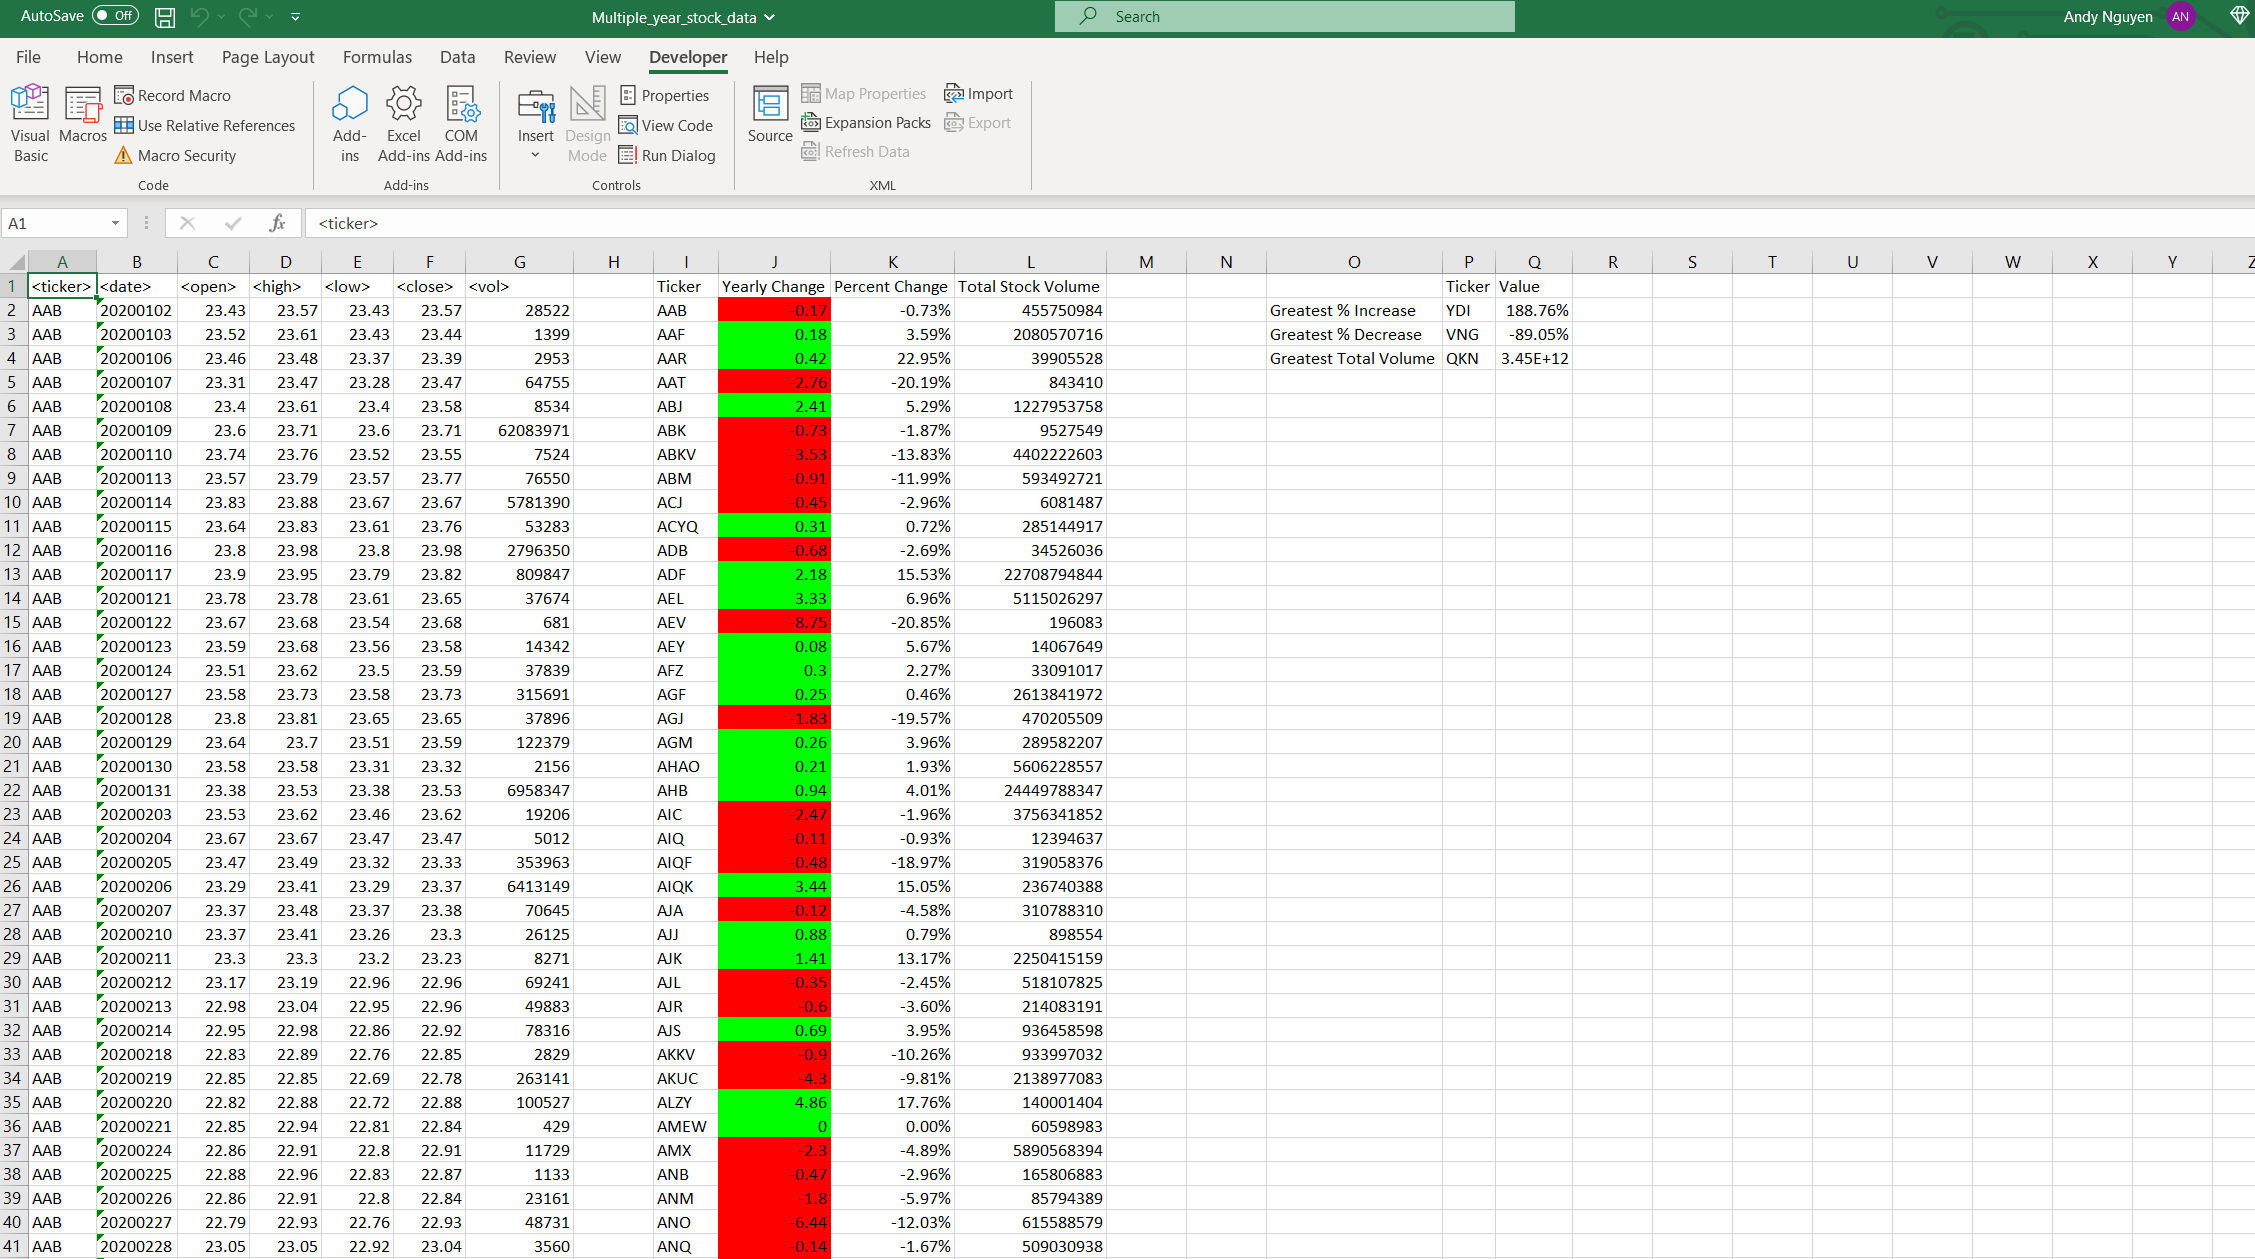 AutoSave Off Multiple_year_stock_data Search Andy Nguyen AN
File Home Insert Page Layout Formulas Data Review View Developer Help
Visual Basic
Macros
Record Macro
Use Relative References
Macro Security
Code
Add-ins
Excel Add-ins
COM Add-ins
Add-ins
Insert
Design Mode
Properties
View Code
Run Dialog
Controls
Source
Map Properties
Expansion Packs
Refresh Data
Import
Export
XML
A1 fx <ticker>
A B C D E F G H I J K L M N O P Q R S T U V W X Y Z
1 <ticker> <date> <open> <high> <low> <close> <vol> Ticker Yearly Change Percent Change Total Stock Volume Ticker Value
2 AAB 20200102 23.43 23.57 23.43 23.57 28522 AAB -0.17 -0.73% 455750984 Greatest % Increase YDI 188.76%
3 AAB 20200103 23.52 23.61 23.43 23.44 1399 AAF 0.18 3.59% 2080570716 Greatest % Decrease VNG -89.05%
4 AAB 20200106 23.46 23.48 23.37 23.39 2953 AAR 0.42 22.95% 39905528 Greatest Total Volume QKN 3.45E+12
5 AAB 20200107 23.31 23.47 23.28 23.47 64755 AAT -2.76 -20.19% 843410
6 AAB 20200108 23.4 23.61 23.4 23.58 8534 ABJ 2.41 5.29% 1227953758
7 AAB 20200109 23.6 23.71 23.6 23.71 62083971 ABK -0.73 -1.87% 9527549
8 AAB 20200110 23.74 23.76 23.52 23.55 7524 ABKV -3.53 -13.83% 4402222603
9 AAB 20200113 23.57 23.79 23.57 23.77 76550 ABM -0.91 -11.99% 593492721
10 AAB 20200114 23.83 23.88 23.67 23.67 5781390 ACJ -0.45 -2.96% 6081487
11 AAB 20200115 23.64 23.83 23.61 23.76 53283 ACYQ 0.31 0.72% 285144917
12 AAB 20200116 23.8 23.98 23.8 23.98 2796350 ADB -0.68 -2.69% 34526036
13 AAB 20200117 23.9 23.95 23.79 23.82 809847 ADF 2.18 15.53% 22708794844
14 AAB 20200121 23.78 23.78 23.61 23.65 37674 AEL 3.33 6.96% 5115026297
15 AAB 20200122 23.67 23.68 23.54 23.68 681 AEV -8.75 -20.85% 196083
16 AAB 20200123 23.59 23.68 23.56 23.58 14342 AEY 0.08 5.67% 14067649
17 AAB 20200124 23.51 23.62 23.5 23.59 37839 AFZ 0.3 2.27% 33091017
18 AAB 20200127 23.58 23.73 23.58 23.73 315691 AGF 0.25 0.46% 2613841972
19 AAB 20200128 23.8 23.81 23.65 23.65 37896 AGJ -1.83 -19.57% 470205509
20 AAB 20200129 23.64 23.7 23.51 23.59 122379 AGM 0.26 3.96% 289582207
21 AAB 20200130 23.58 23.58 23.31 23.32 2156 AHAO 0.21 1.93% 5606228557
22 AAB 20200131 23.38 23.53 23.38 23.53 6958347 AHB 0.94 4.01% 24449788347
23 AAB 20200203 23.53 23.62 23.46 23.62 19206 AIC -2.47 -1.96% 3756341852
24 AAB 20200204 23.67 23.67 23.47 23.47 5012 AIQ -0.11 -0.93% 12394637
25 AAB 20200205 23.47 23.49 23.32 23.33 353963 AIQF -0.48 -18.97% 319058376
26 AAB 20200206 23.29 23.41 23.29 23.37 6413149 AIQK 3.44 15.05% 236740388
27 AAB 20200207 23.37 23.48 23.37 23.38 70645 AJA -0.12 -4.58% 310788310
28 AAB 20200210 23.37 23.41 23.26 23.3 26125 AJJ 0.88 0.79% 898554
29 AAB 20200211 23.3 23.3 23.2 23.23 8271 AJK 1.41 13.17% 2250415159
30 AAB 20200212 23.17 23.19 22.96 22.96 69241 AJL -0.35 -2.45% 518107825
31 AAB 20200213 22.98 23.04 22.95 22.96 49883 AJR -0.6 -3.60% 214083191
32 AAB 20200214 22.95 22.98 22.86 22.92 78316 AJS 0.69 3.95% 936458598
33 AAB 20200218 22.83 22.89 22.76 22.85 2829 AKKV -0.9 -10.26% 933997032
34 AAB 20200219 22.85 22.85 22.69 22.78 263141 AKUC -4.3 -9.81% 2138977083
35 AAB 20200220 22.82 22.88 22.72 22.88 100527 ALZY 4.86 17.76% 140001404
36 AAB 20200221 22.85 22.94 22.81 22.84 429 AMEW 0 0.00% 60598983
37 AAB 20200224 22.86 22.91 22.8 22.91 11729 AMX -2.3 -4.89% 5890568394
38 AAB 20200225 22.88 22.96 22.83 22.87 1133 ANB -0.47 -2.96% 165806883
39 AAB 20200226 22.86 22.91 22.8 22.84 23161 ANM -1.8 -5.97% 85794389
40 AAB 20200227 22.79 22.93 22.76 22.93 48731 ANO -6.44 -12.03% 615588579
41 AAB 20200228 23.05 23.05 22.92 23.04 3560 ANQ -0.14 -1.67% 509030938